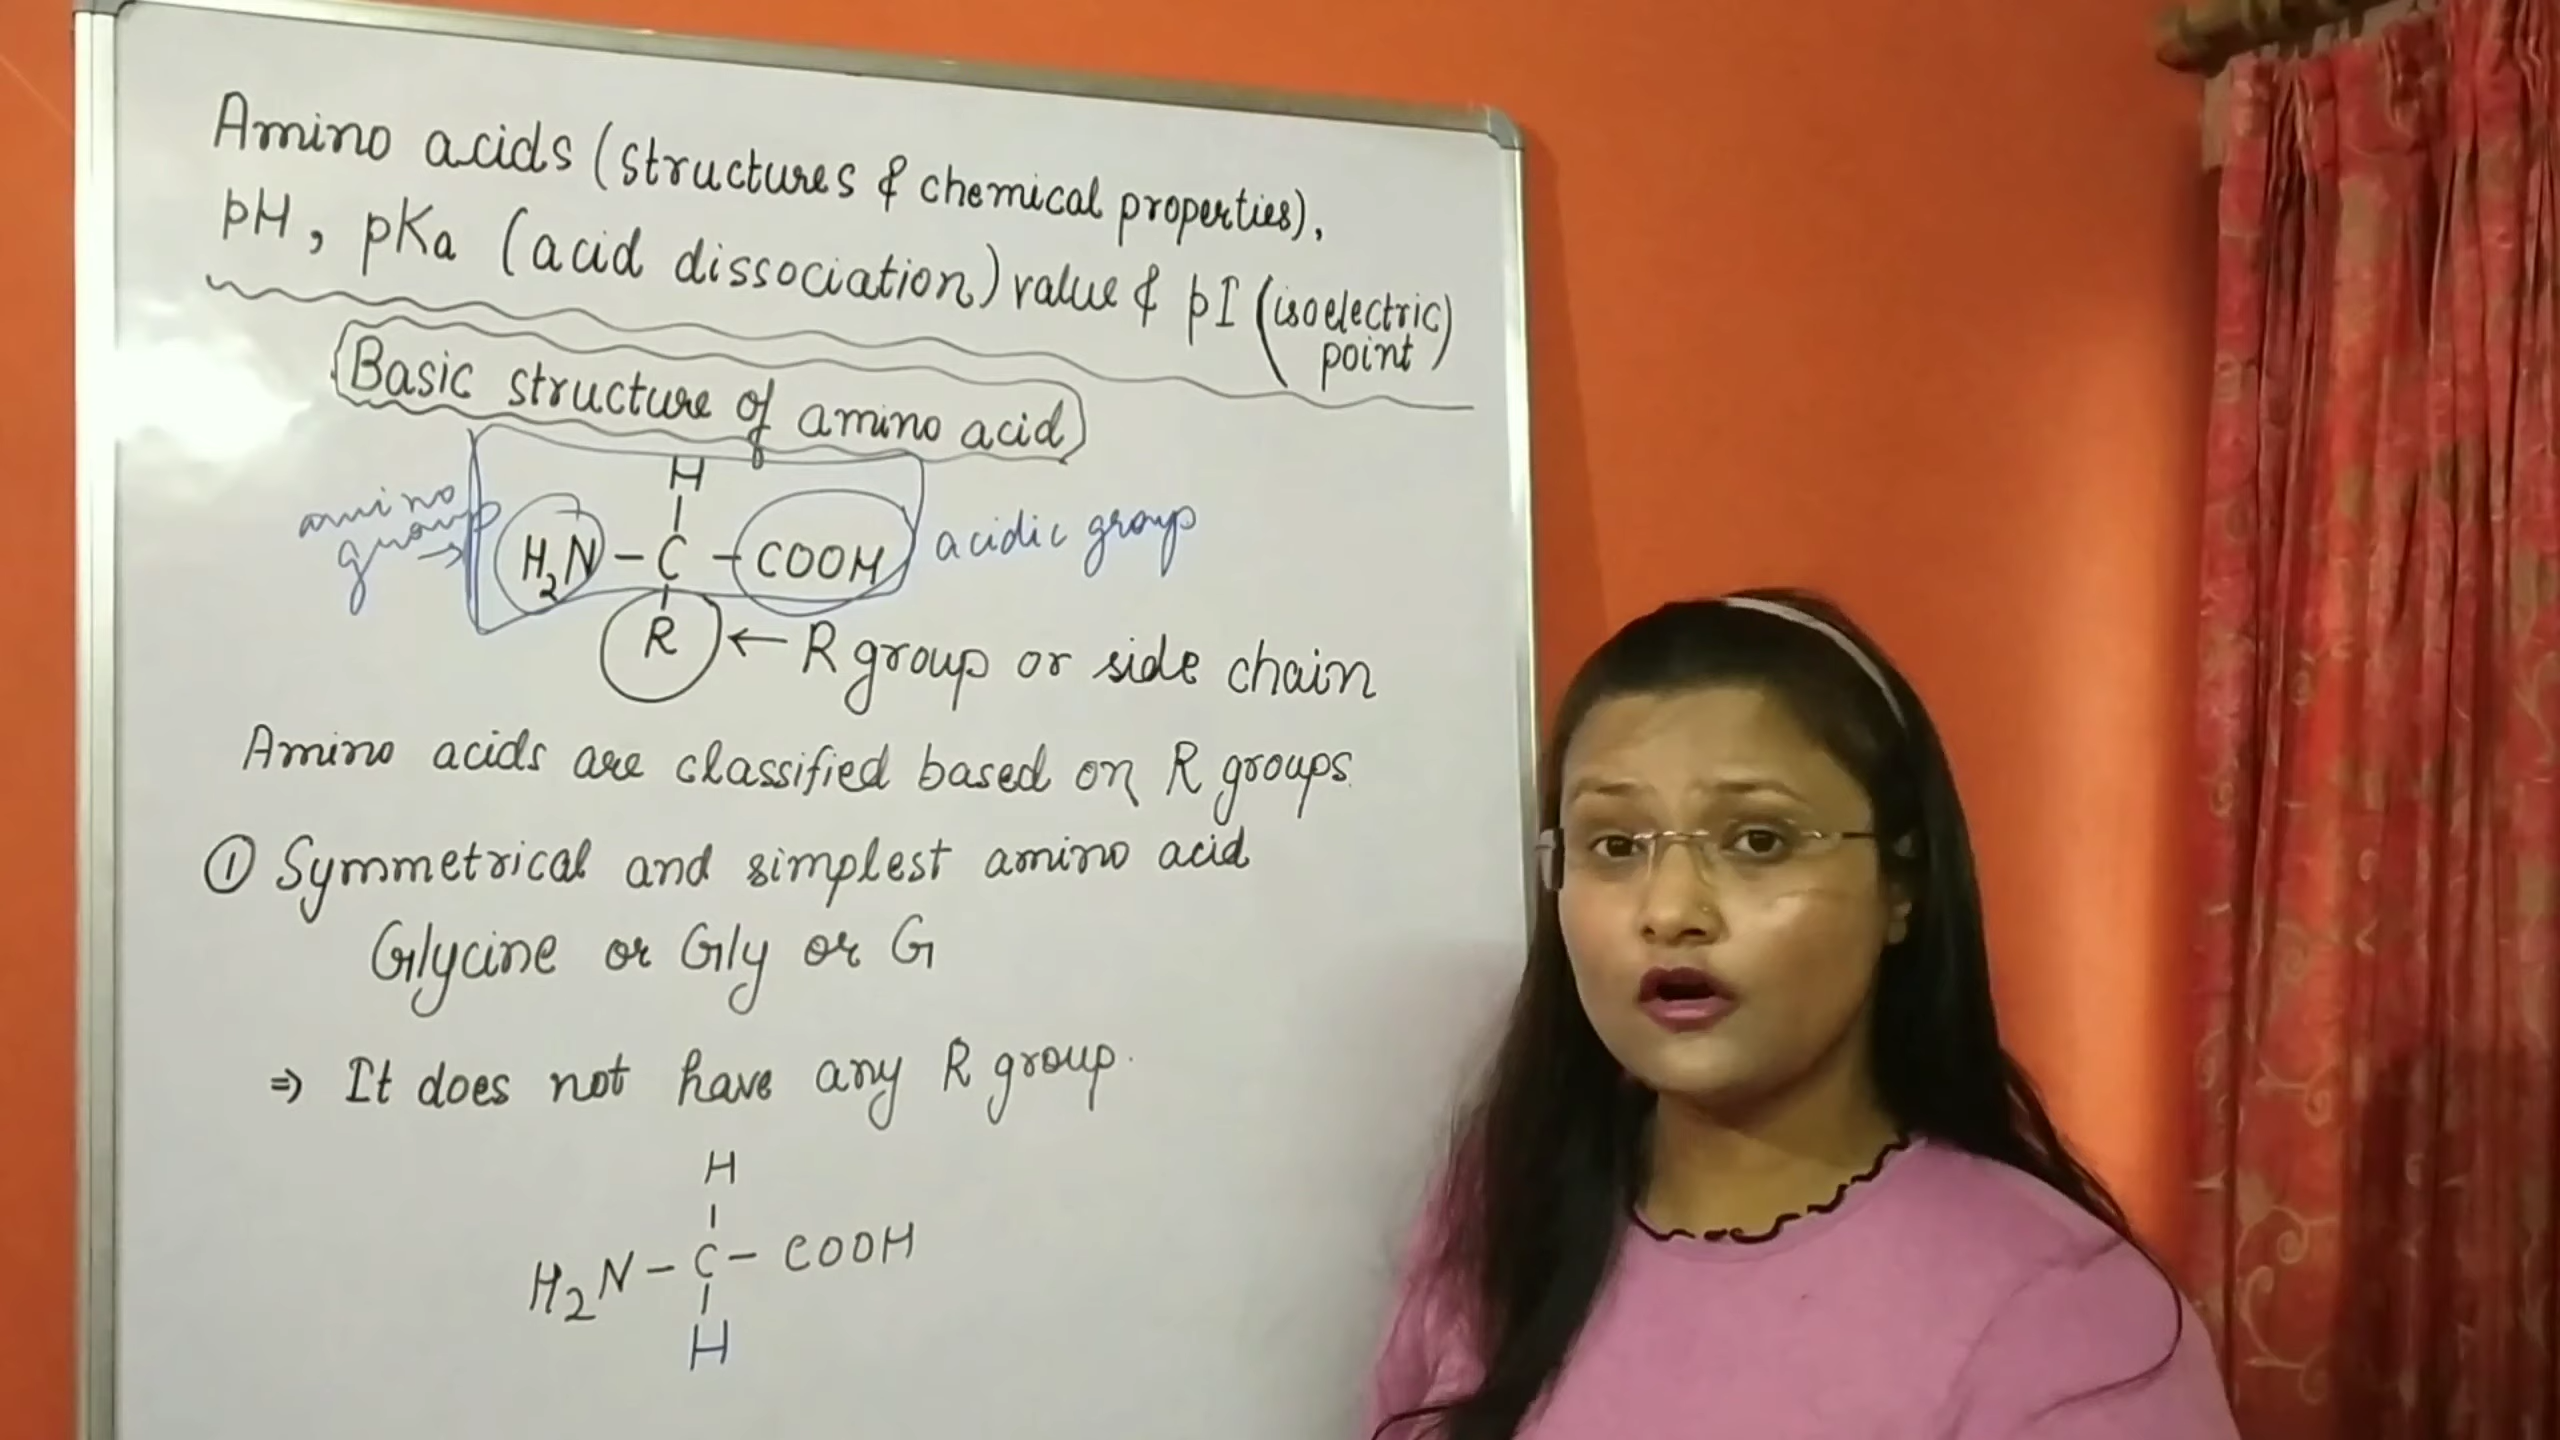 Amino acids (structures & chemical properties),
pH, pKa (acid dissociation) value & pI (isoelectric point)
Basic structure of amino acid
H
amino group → H₂N – C – COOH acidic group
R ← R group or side chain
Amino acids are classified based on R groups.
① Symmetrical and simplest amino acid
Glycine or Gly or G
⇒ It does not have any R group.
H
H₂N – C – COOH
H